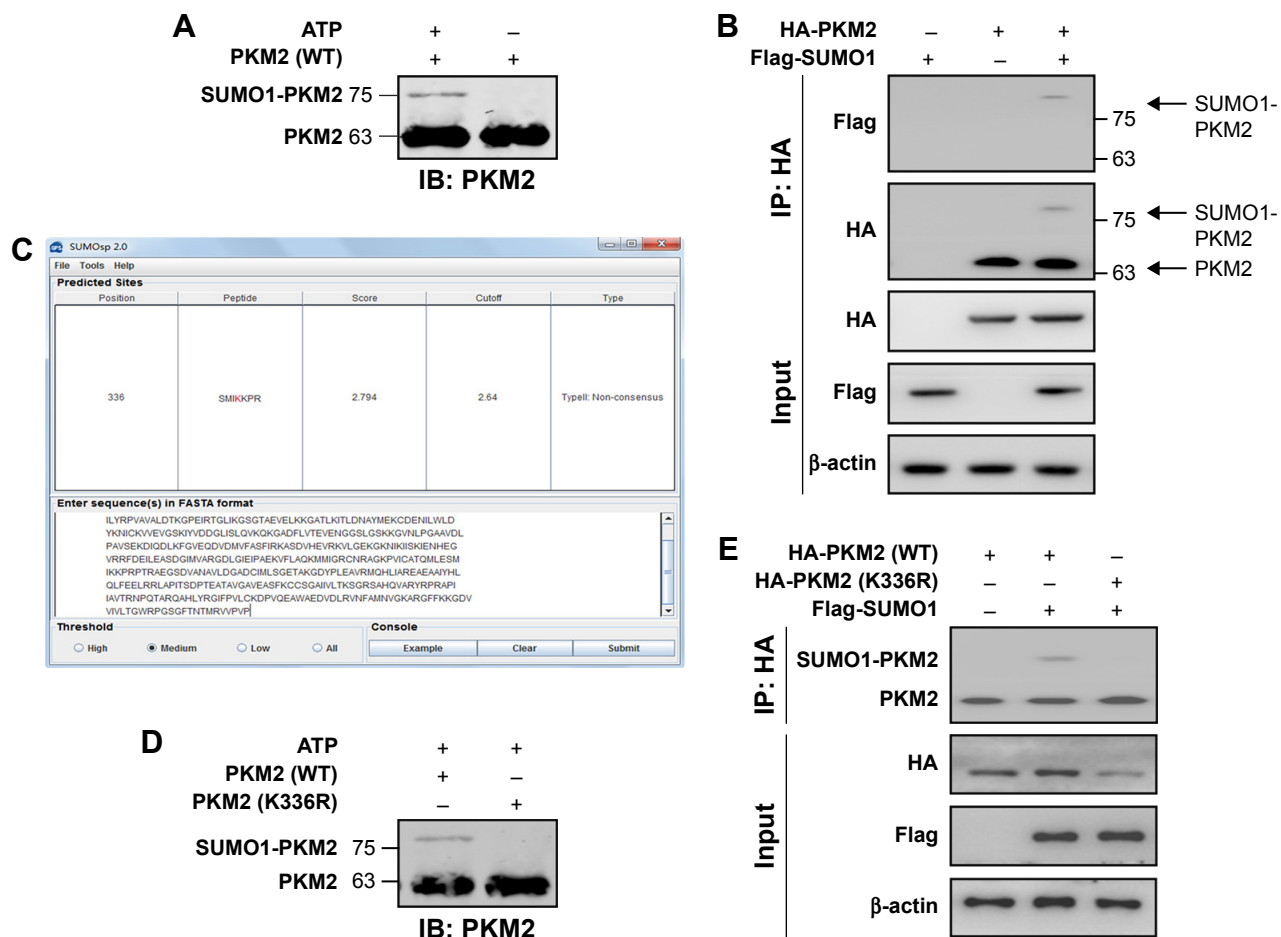 A
ATP + –
PKM2 (WT) + +
SUMO1-PKM2 75
PKM2 63
IB: PKM2
B
HA-PKM2 – + +
Flag-SUMO1 + – +
IP: HA
Flag
75
63
SUMO1-
PKM2
HA
75
63
SUMO1-
PKM2
PKM2
Input
HA
Flag
β-actin
C
GPS SUMOsp 2.0
File Tools Help
Predicted Sites
Position Peptide Score Cutoff Type
336 SMIKKPR 2.794 2.64 TypeII: Non-consensus
Enter sequence(s) in FASTA format
ILYRPVAVALDTKGPEIRTGLIKGSGTAEVELKKGATLKITLDNAYMEKCDENILWLD
YKNICKVVEVGSKIYVDDGLISLQVKQKGADFLVTEVENGGSLGSKKGVNLPGAAVDL
PAVSEKDIQDLKFGVEQDVDMVFASFIRKASDVHEVRKVLGEKGKNIKIISKIENHEG
VRRFDEILEASDGIMVARGDLGIEIPAEKVFLAQKMMIGRCNRAGKPVICATQMLESM
IKKPRPTRAEGSDVANAVLDGADCIMLSGETAKGDYPLEAVRMQHLIAREAEAAIYHL
QLFEELRRLAPITSDPTEATAVGAVEASFKCCSGAIIVLTKSGRSAHQVARYRPRAPI
IAVTRNPQTARQAHLYRGIFPVLCKDPVQEAWAEDVDLRVNFAMNVGKARGFFKKGDV
VIVLTGWRPGSGFTNTMRVVPVP
Threshold Console
High Medium Low All Example Clear Submit
D
ATP + +
PKM2 (WT) + –
PKM2 (K336R) – +
SUMO1-PKM2 75
PKM2 63
IB: PKM2
E
HA-PKM2 (WT) + + –
HA-PKM2 (K336R) – – +
Flag-SUMO1 – + +
IP: HA
SUMO1-PKM2
PKM2
Input
HA
Flag
β-actin